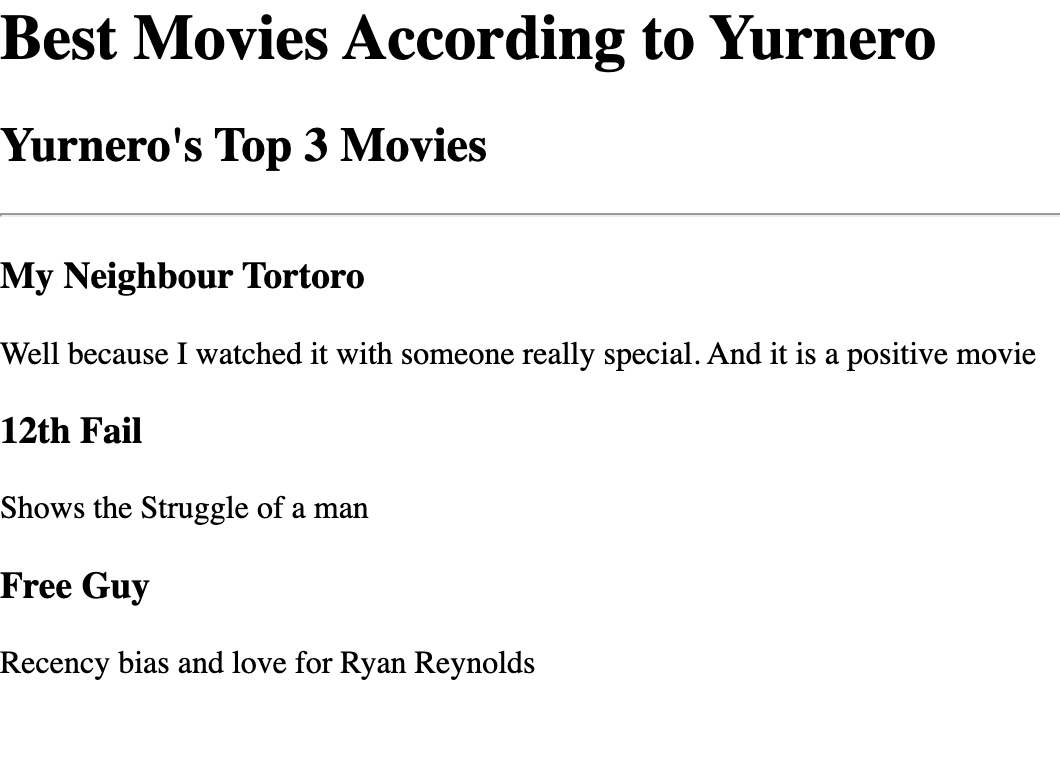 Best Movies According to Yurnero
Yurnero's Top 3 Movies
My Neighbour Tortoro
Well because I watched it with someone really special. And it is a positive movie
12th Fail
Shows the Struggle of a man
Free Guy
Recency bias and love for Ryan Reynolds